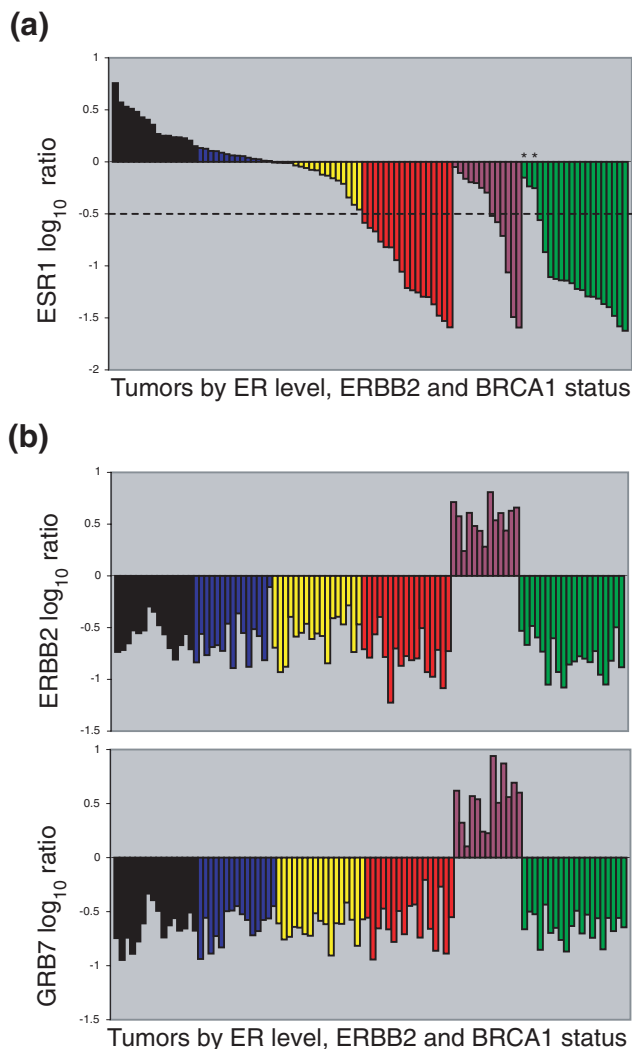 (a)
1
0.5
0
-0.5
-1
-1.5
-2
* *
ESR1 log10 ratio
Tumors by ER level, ERBB2 and BRCA1 status
(b)
1
0.5
0
-0.5
-1
-1.5
ERBB2 log10 ratio
1
0.5
0
-0.5
-1
-1.5
GRB7 log10 ratio
Tumors by ER level, ERBB2 and BRCA1 status